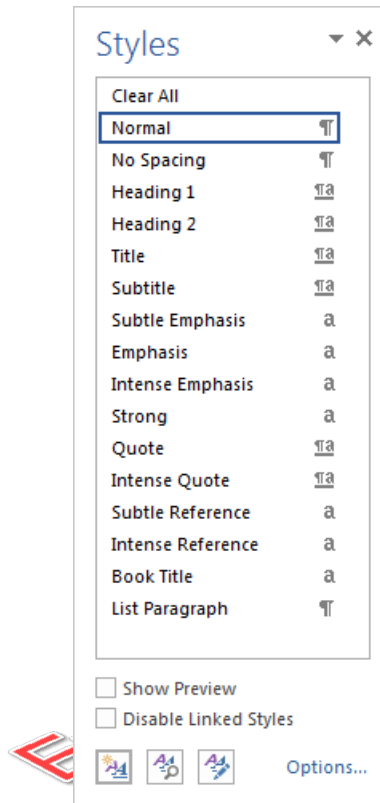 Styles
Clear All
Normal ¶
No Spacing ¶
Heading 1 ¶a
Heading 2 ¶a
Title ¶a
Subtitle ¶a
Subtle Emphasis a
Emphasis a
Intense Emphasis a
Strong a
Quote ¶a
Intense Quote ¶a
Subtle Reference a
Intense Reference a
Book Title a
List Paragraph ¶
Show Preview
Disable Linked Styles
Options...